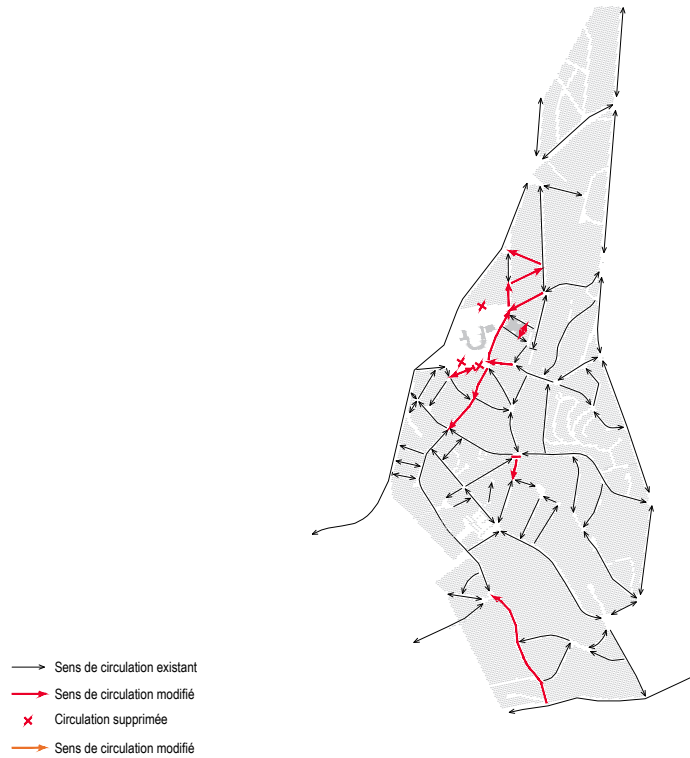 Sens de circulation existant
Sens de circulation modifié
Circulation supprimée
Sens de circulation modifié